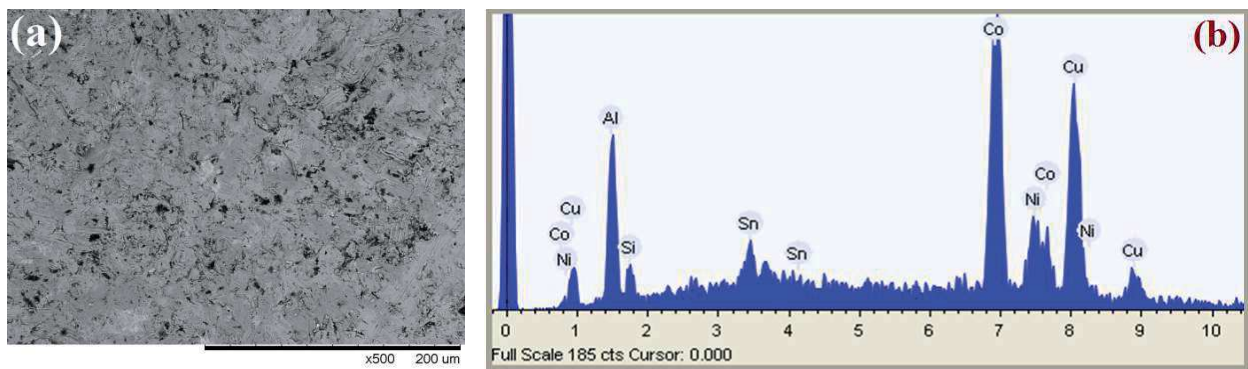 (a)
x500 200 um
(b)
Co
Cu
Al
Co
Cu
Ni
Co
Ni
Si
Sn
Sn
Ni
Cu
0 1 2 3 4 5 6 7 8 9 10
Full Scale 185 cts Cursor: 0.000